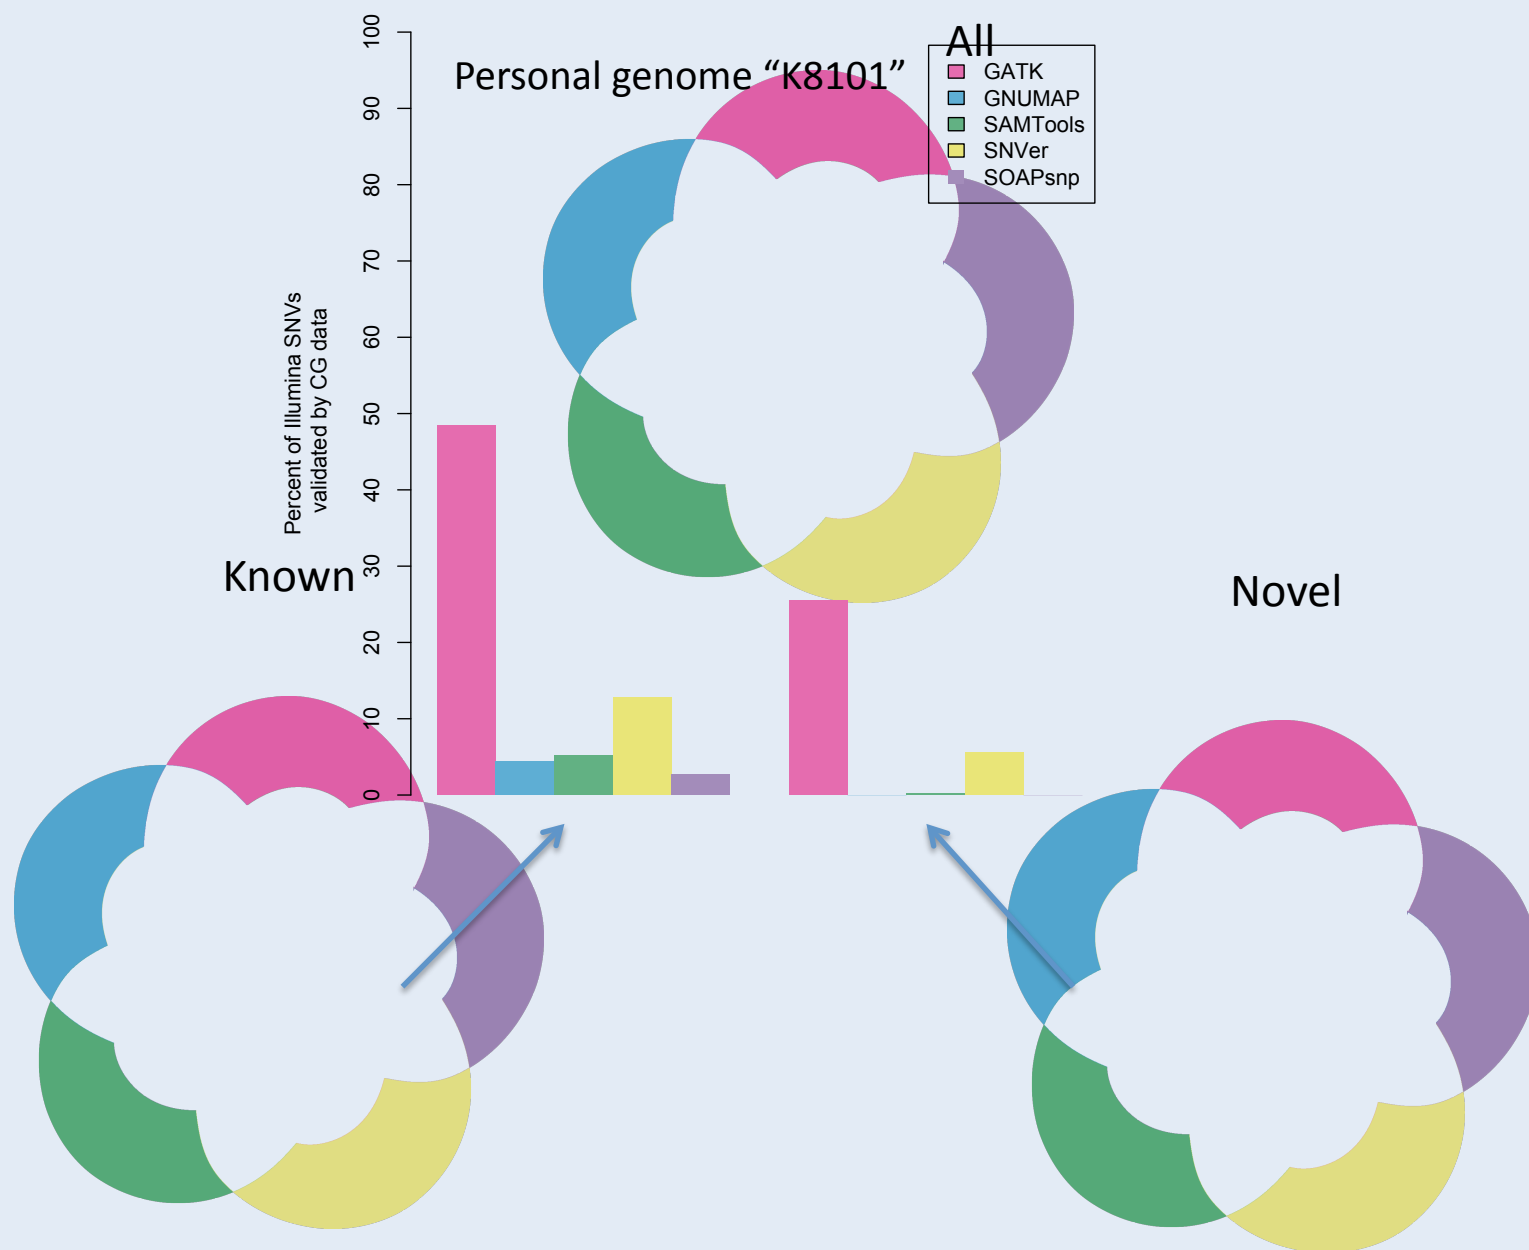 All
Personal genome “K8101”
GATK
GNUMAP
SAMTools
SNVer
SOAPsnp
100
90
80
70
60
50
40
30
20
10
0
Percent of Illumina SNVs
validated by CG data
Known
Novel